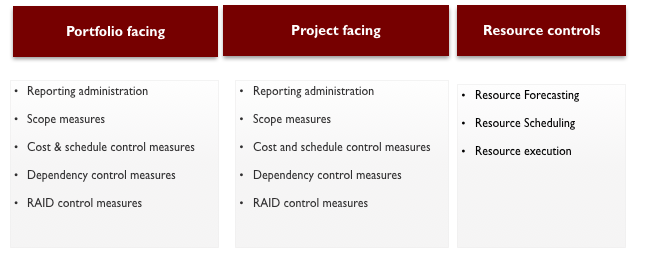 Portfolio facing
• Reporting administration
• Scope measures
• Cost & schedule control measures
• Dependency control measures
• RAID control measures
Project facing
• Reporting administration
• Scope measures
• Cost and schedule control measures
• Dependency control measures
• RAID control measures
Resource controls
• Resource Forecasting
• Resource Scheduling
• Resource execution